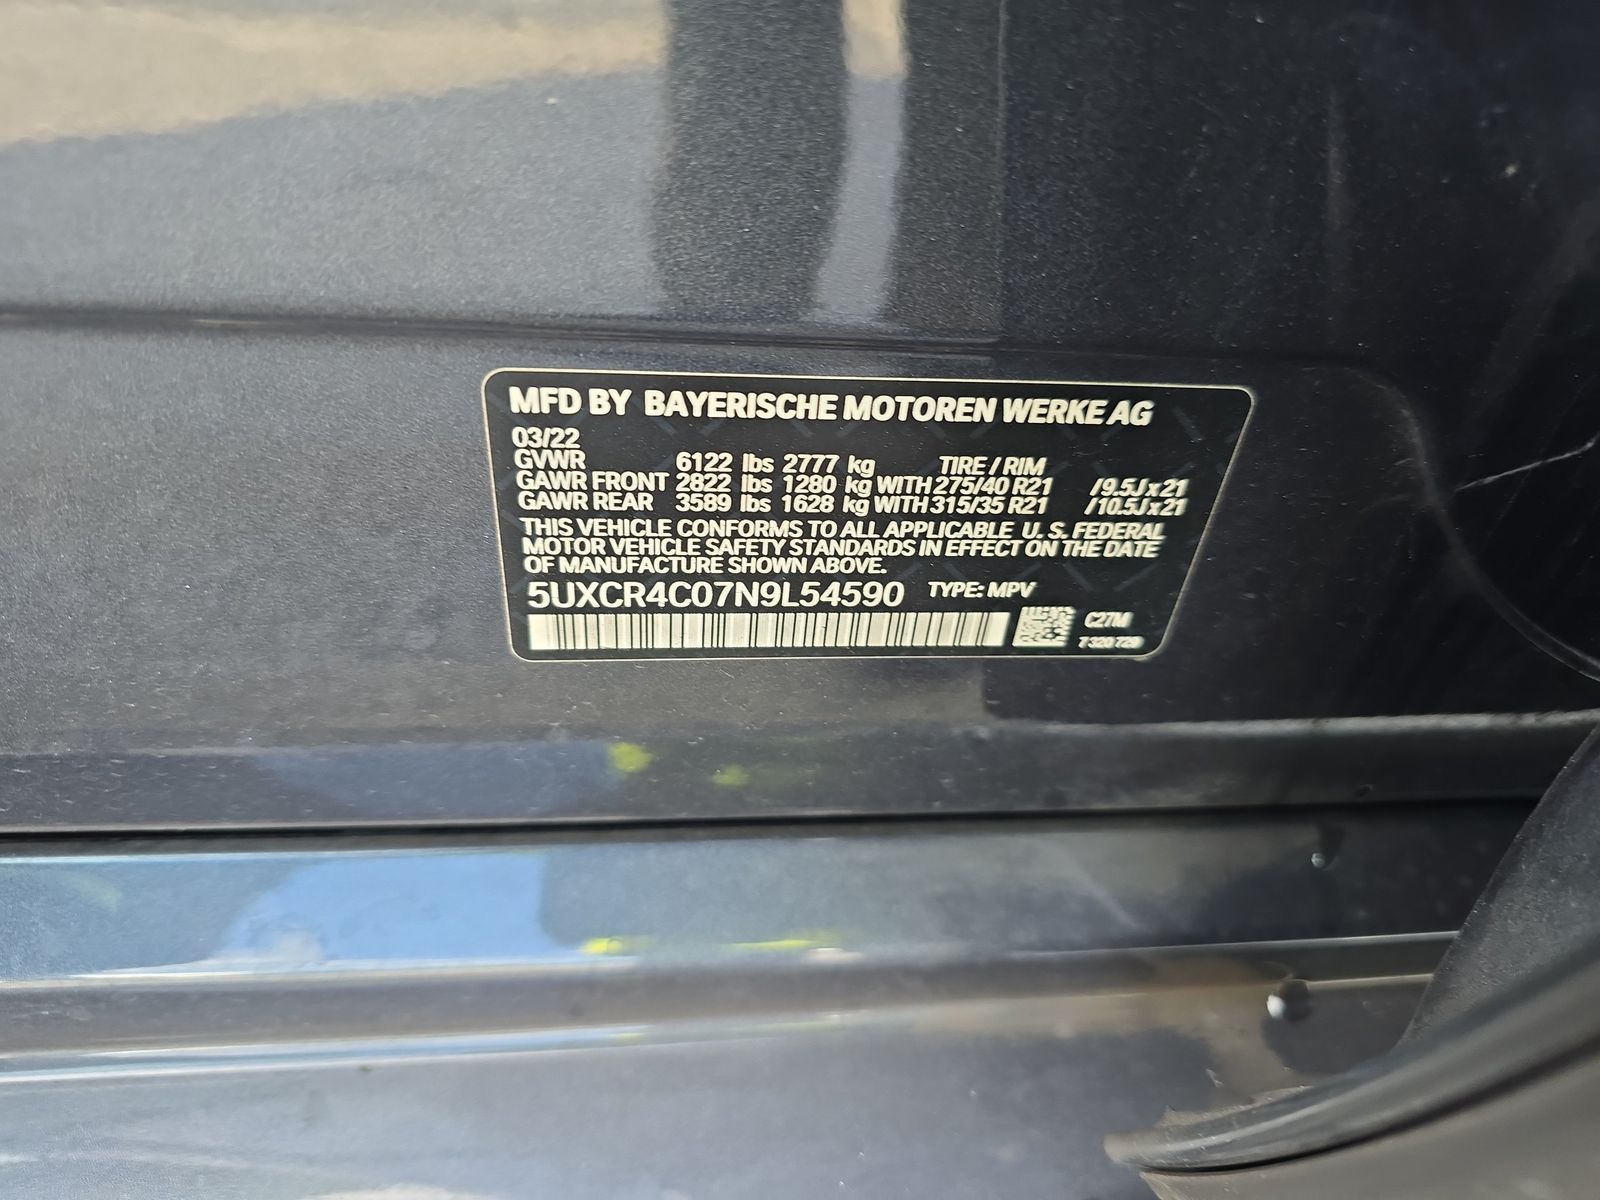 MFD BY BAYERISCHE MOTOREN WERKE AG
03/22
GVWR 6122 lbs 2777 kg TIRE / RIM
GAWR FRONT 2822 lbs 1280 kg WITH 275/40 R21 /9.5J x 21
GAWR REAR 3589 lbs 1628 kg WITH 315/35 R21 /10.5J x 21
THIS VEHICLE CONFORMS TO ALL APPLICABLE U.S. FEDERAL
MOTOR VEHICLE SAFETY STANDARDS IN EFFECT ON THE DATE
OF MANUFACTURE SHOWN ABOVE.
5UXCR4C07N9L54590 TYPE: MPV
C27M
7 320 729